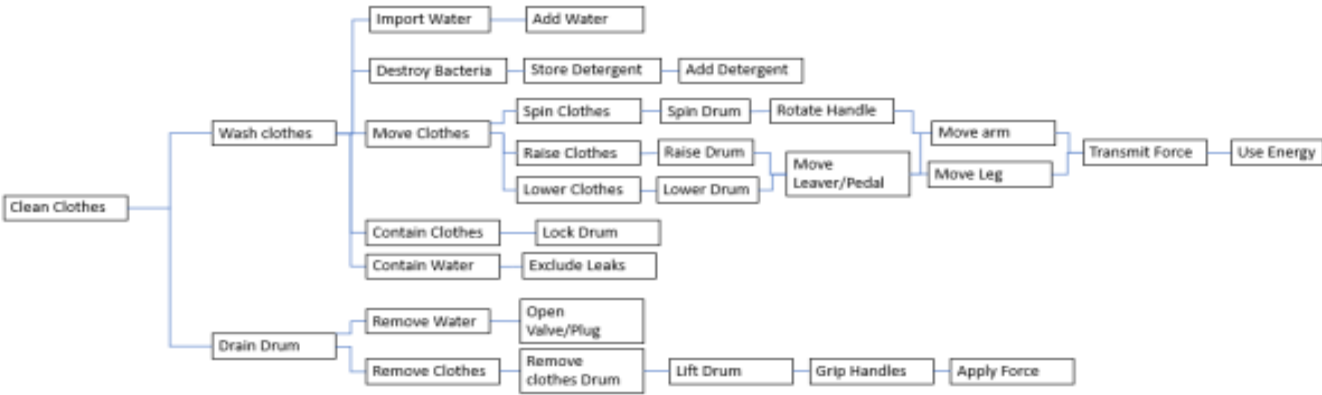 Import Water
Add Water
Destroy Bacteria
Store Detergent
Add Detergent
Spin Clothes
Spin Drum
Rotate Handle
Wash clothes
Move Clothes
Move arm
Raise Clothes
Raise Drum
Move
Leaver/Pedal
Transmit Force
Use Energy
Move Leg
Lower Clothes
Lower Drum
Clean Clothes
Contain Clothes
Lock Drum
Contain Water
Exclude Leaks
Remove Water
Open
Valve/Plug
Drain Drum
Remove Clothes
Remove
clothes Drum
Lift Drum
Grip Handles
Apply Force